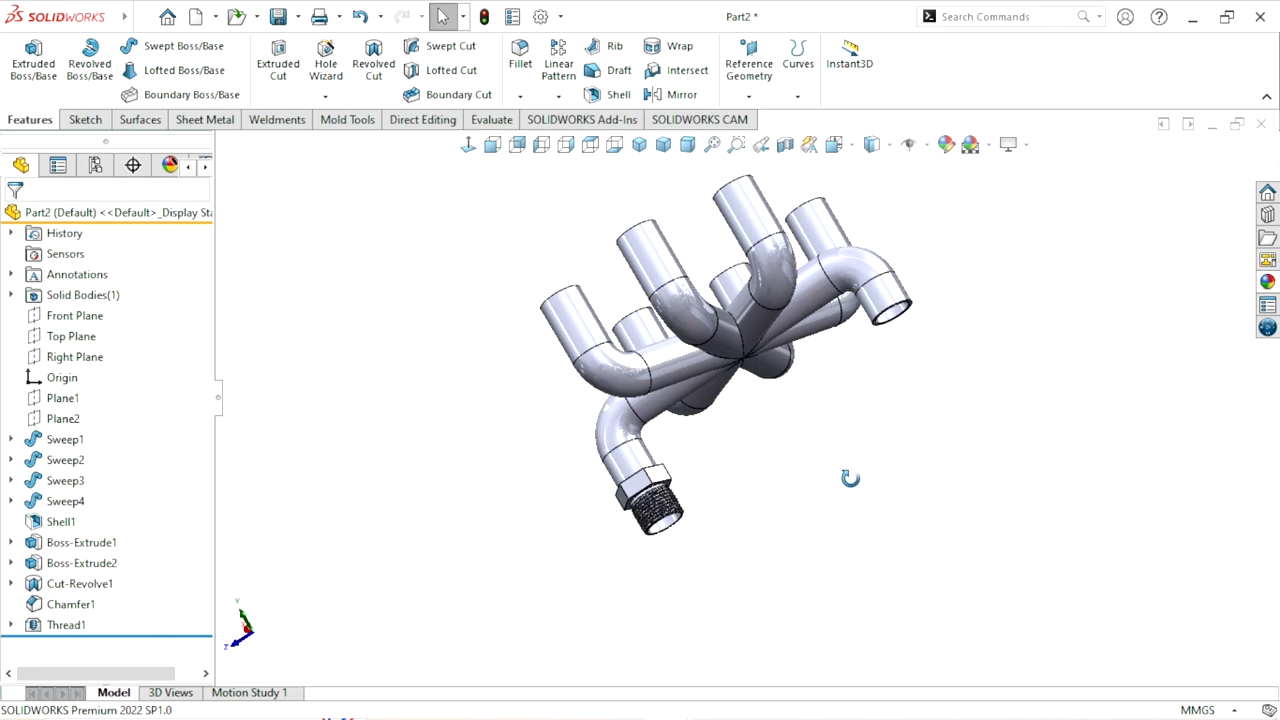 SOLIDWORKS
Part2 *
Search Commands
Extruded Boss/Base
Revolved Boss/Base
Swept Boss/Base
Lofted Boss/Base
Boundary Boss/Base
Extruded Cut
Hole Wizard
Revolved Cut
Swept Cut
Lofted Cut
Boundary Cut
Fillet
Linear Pattern
Rib
Draft
Shell
Wrap
Intersect
Mirror
Reference Geometry
Curves
Instant3D
Features
Sketch
Surfaces
Sheet Metal
Weldments
Mold Tools
Direct Editing
Evaluate
SOLIDWORKS Add-Ins
SOLIDWORKS CAM
Part2 (Default) <<Default>_Display Sta
History
Sensors
Annotations
Solid Bodies(1)
Front Plane
Top Plane
Right Plane
Origin
Plane1
Plane2
Sweep1
Sweep2
Sweep3
Sweep4
Shell1
Boss-Extrude1
Boss-Extrude2
Cut-Revolve1
Chamfer1
Thread1
Y
Z
Model
3D Views
Motion Study 1
SOLIDWORKS Premium 2022 SP1.0
MMGS